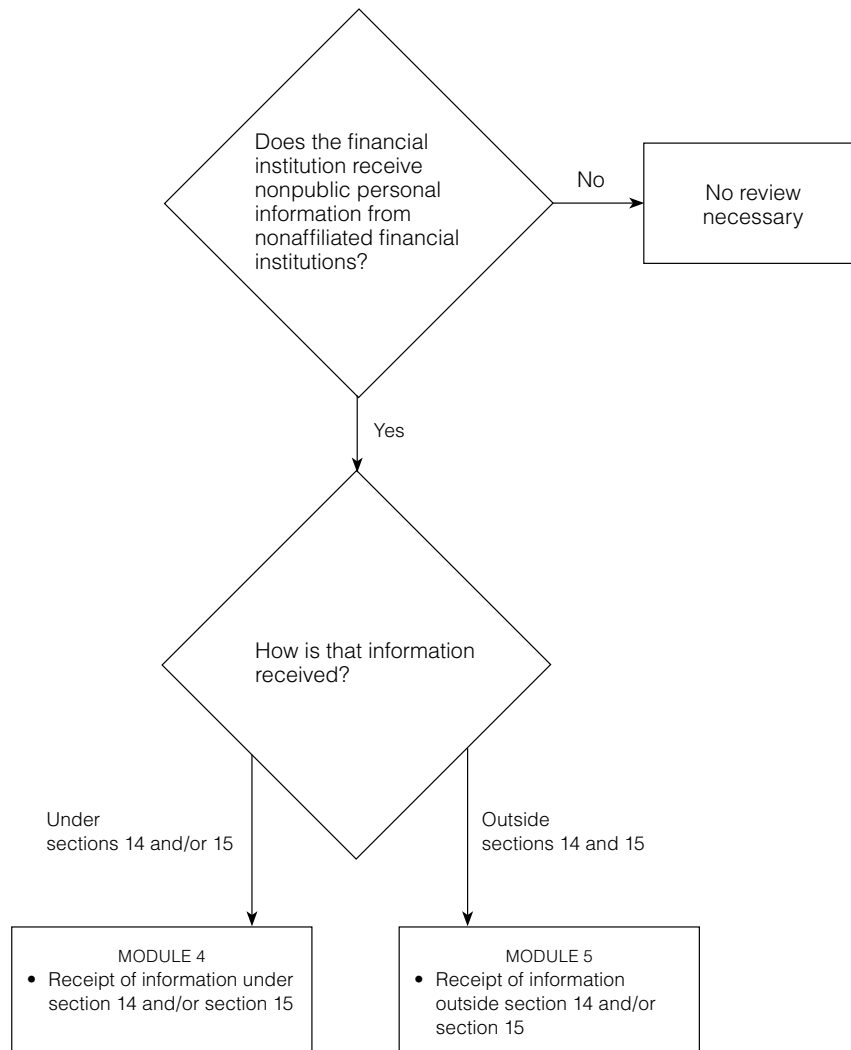 Does the financial
institution receive
nonpublic personal
information from
nonaffiliated financial
institutions?
No
No review
necessary
Yes
How is that information
received?
Under
sections 14 and/or 15
Outside
sections 14 and 15
MODULE 4
• Receipt of information under
section 14 and/or section 15
MODULE 5
• Receipt of information
outside section 14 and/or
section 15